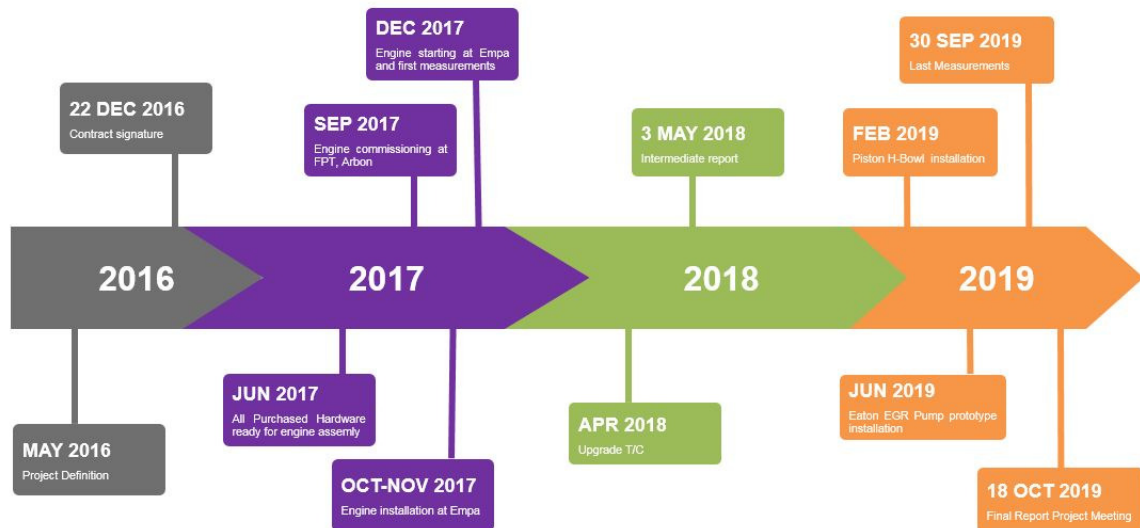 DEC 2017
Engine starting at Empa
and first measurements
30 SEP 2019
Last Measurements
22 DEC 2016
Contract signature
SEP 2017
Engine commissioning at
FPT, Arbon
3 MAY 2018
Intermediate report
FEB 2019
Piston H-Bowl installation
2016
2017
2018
2019
JUN 2017
All Purchased Hardware
ready for engine assemly
JUN 2019
Eaton EGR Pump prototype
installation
MAY 2016
Project Definition
APR 2018
Upgrade T/C
OCT-NOV 2017
Engine installation at Empa
18 OCT 2019
Final Report Project Meeting